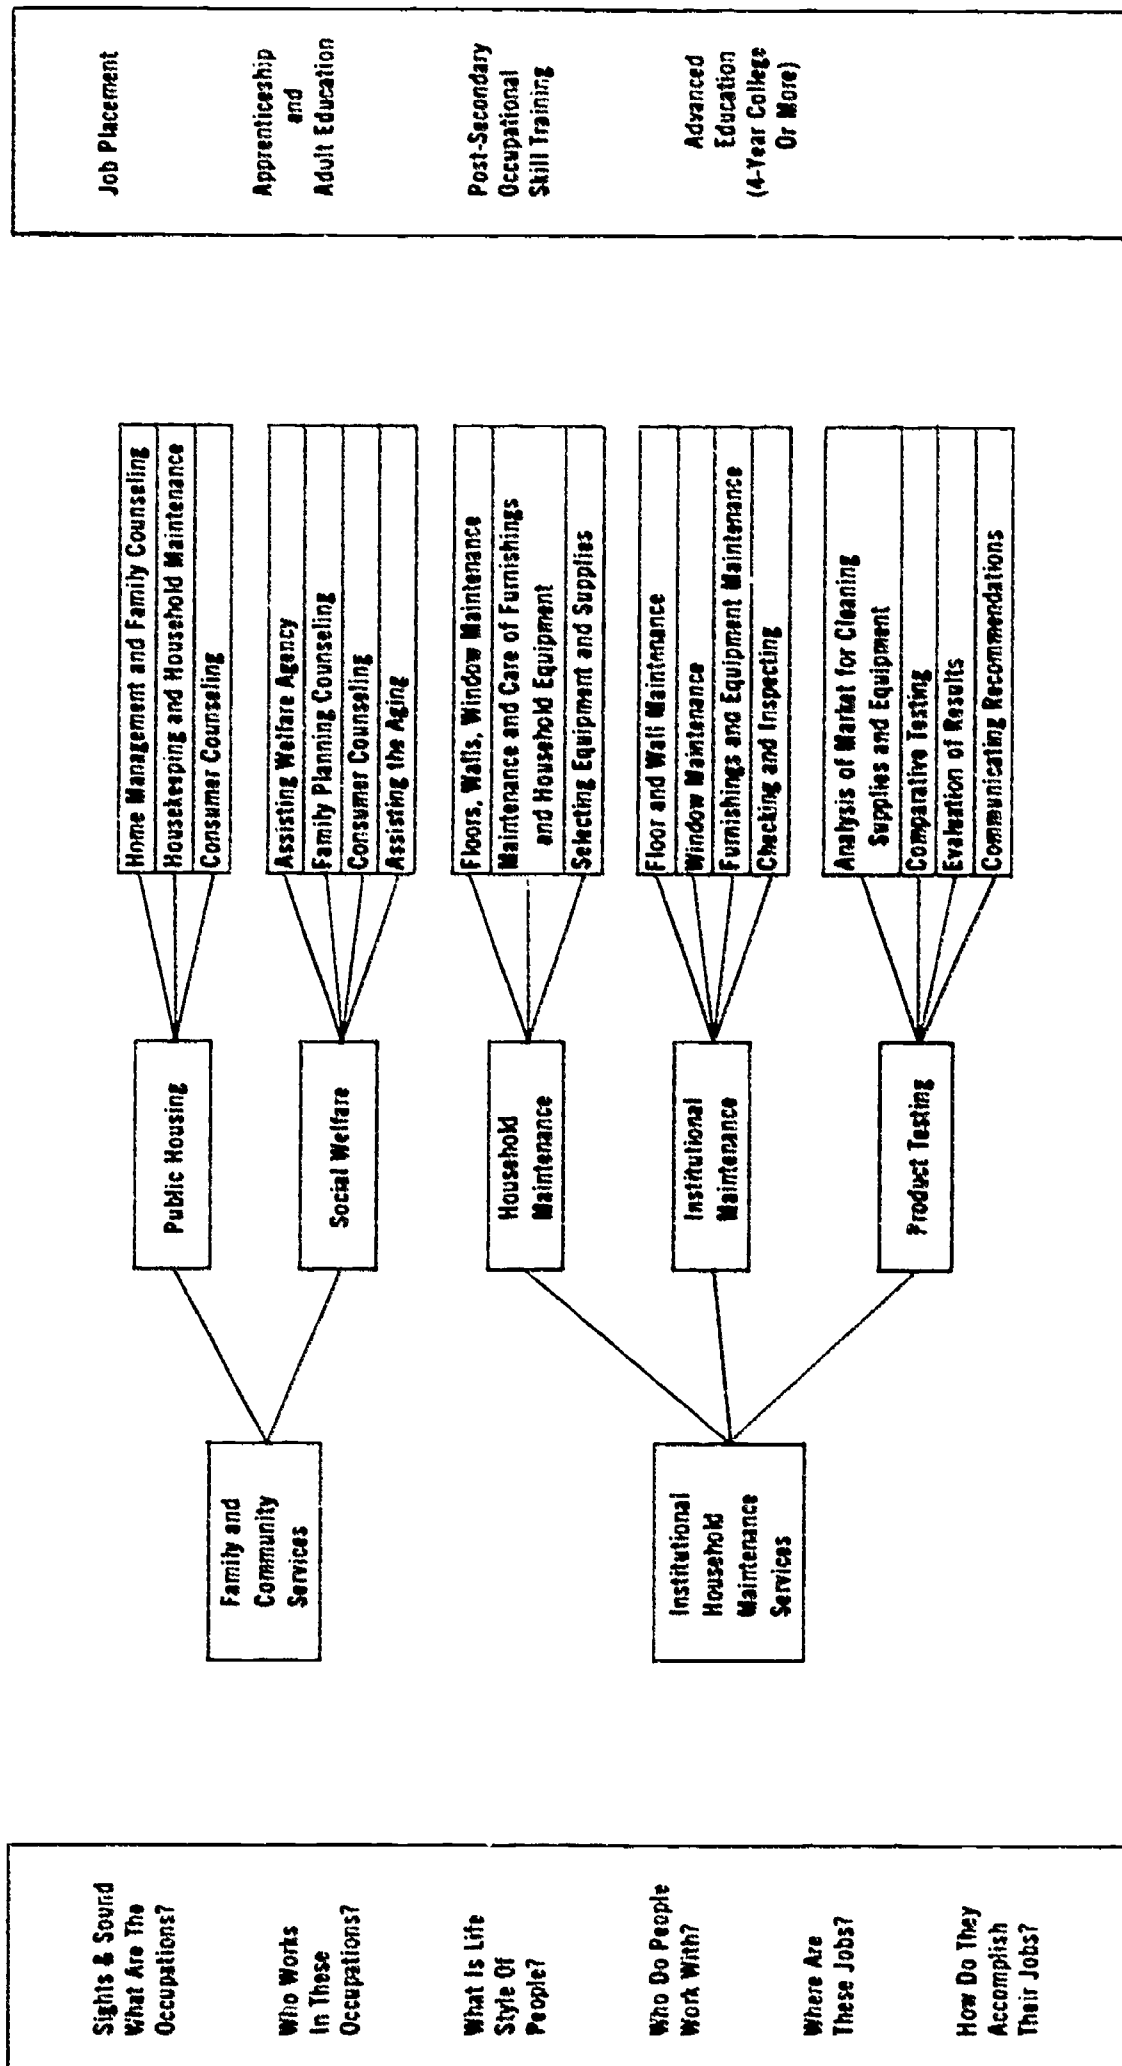 Sights & Sound
What Are The
Occupations?
Who Works
In These
Occupations?
What Is Life
Style Of
People?
Who Do People
Work With?
Where Are
These Jobs?
How Do They
Accomplish
Their Jobs?
Family and
Community
Services
Institutional
Household
Maintenance
Services
Public Housing
Social Welfare
Household
Maintenance
Institutional
Maintenance
Product Testing
Home Management and Family Counseling
Housekeeping and Household Maintenance
Consumer Counseling
Assisting Welfare Agency
Family Planning Counseling
Consumer Counseling
Assisting the Aging
Floors, Walls, Window Maintenance
Maintenance and Care of Furnishings
and Household Equipment
Selecting Equipment and Supplies
Floor and Wall Maintenance
Window Maintenance
Furnishings and Equipment Maintenance
Checking and Inspecting
Analysis of Market for Cleaning
Supplies and Equipment
Comparative Testing
Evaluation of Results
Communicating Recommendations
Job Placement
Apprenticeship
and
Adult Education
Post-Secondary
Occupational
Skill Training
Advanced
Education
(4-Year College
Or More)